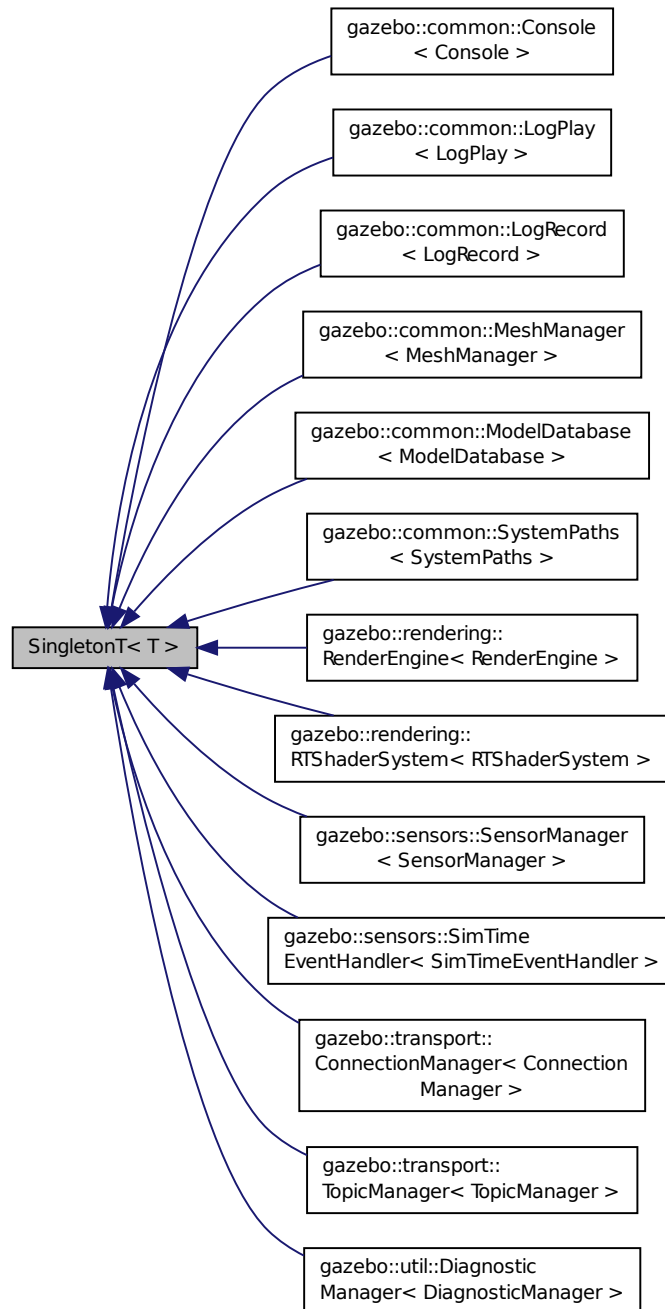 gazebo::common::Console
< Console >
gazebo::common::LogPlay
< LogPlay >
gazebo::common::LogRecord
< LogRecord >
gazebo::common::MeshManager
< MeshManager >
gazebo::common::ModelDatabase
< ModelDatabase >
gazebo::common::SystemPaths
< SystemPaths >
SingletonT< T >
gazebo::rendering::
RenderEngine< RenderEngine >
gazebo::rendering::
RTShaderSystem< RTShaderSystem >
gazebo::sensors::SensorManager
< SensorManager >
gazebo::sensors::SimTime
EventHandler< SimTimeEventHandler >
gazebo::transport::
ConnectionManager< Connection
Manager >
gazebo::transport::
TopicManager< TopicManager >
gazebo::util::Diagnostic
Manager< DiagnosticManager >